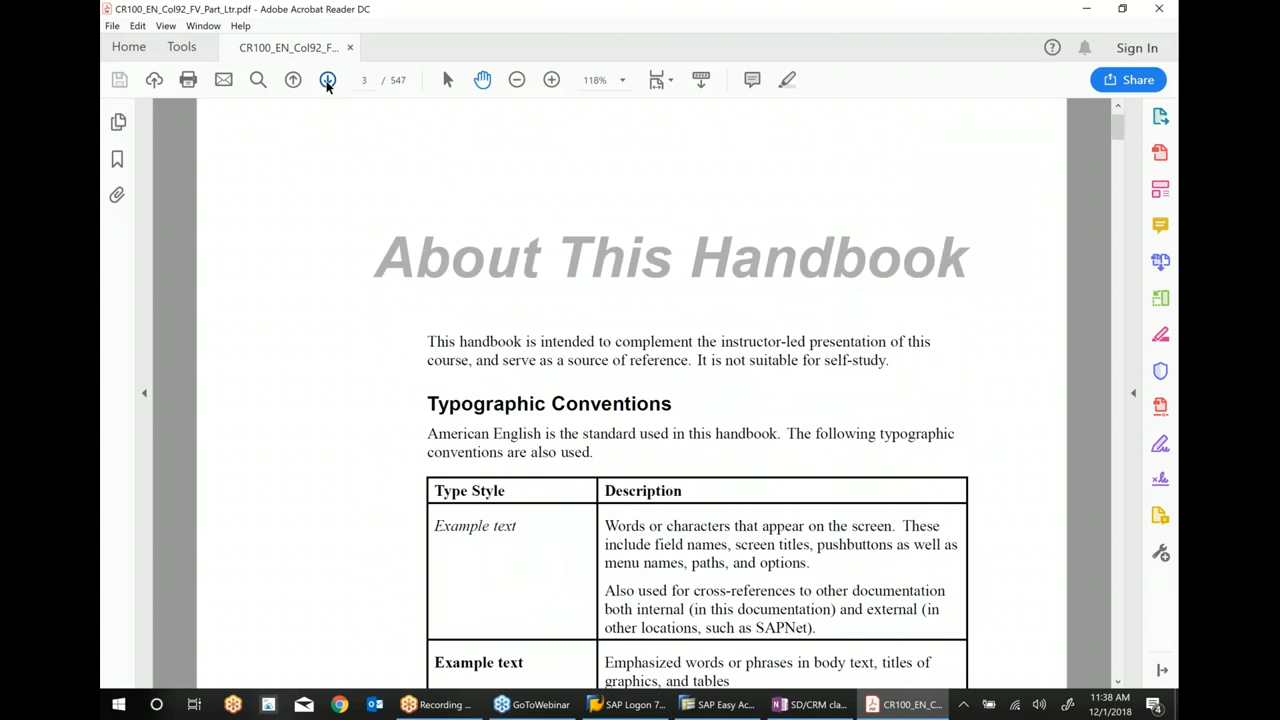 CR100_EN_Col92_FV_Part_Ltr.pdf - Adobe Acrobat Reader DC
File Edit View Window Help
Home Tools CR100_EN_Col92_F... × Sign In
3 / 547 118% Share
About This Handbook
This handbook is intended to complement the instructor-led presentation of this
course, and serve as a source of reference. It is not suitable for self-study.
Typographic Conventions
American English is the standard used in this handbook. The following typographic
conventions are also used.
Type Style Description
Example text Words or characters that appear on the screen. These
include field names, screen titles, pushbuttons as well as
menu names, paths, and options.
Also used for cross-references to other documentation
both internal (in this documentation) and external (in
other locations, such as SAPNet).
Example text Emphasized words or phrases in body text, titles of
graphics, and tables
Recording ... GoToWebinar SAP Logon 7... SAP Easy Ac... SD/CRM cla... CR100_EN_C... 11:38 AM
12/1/2018 4